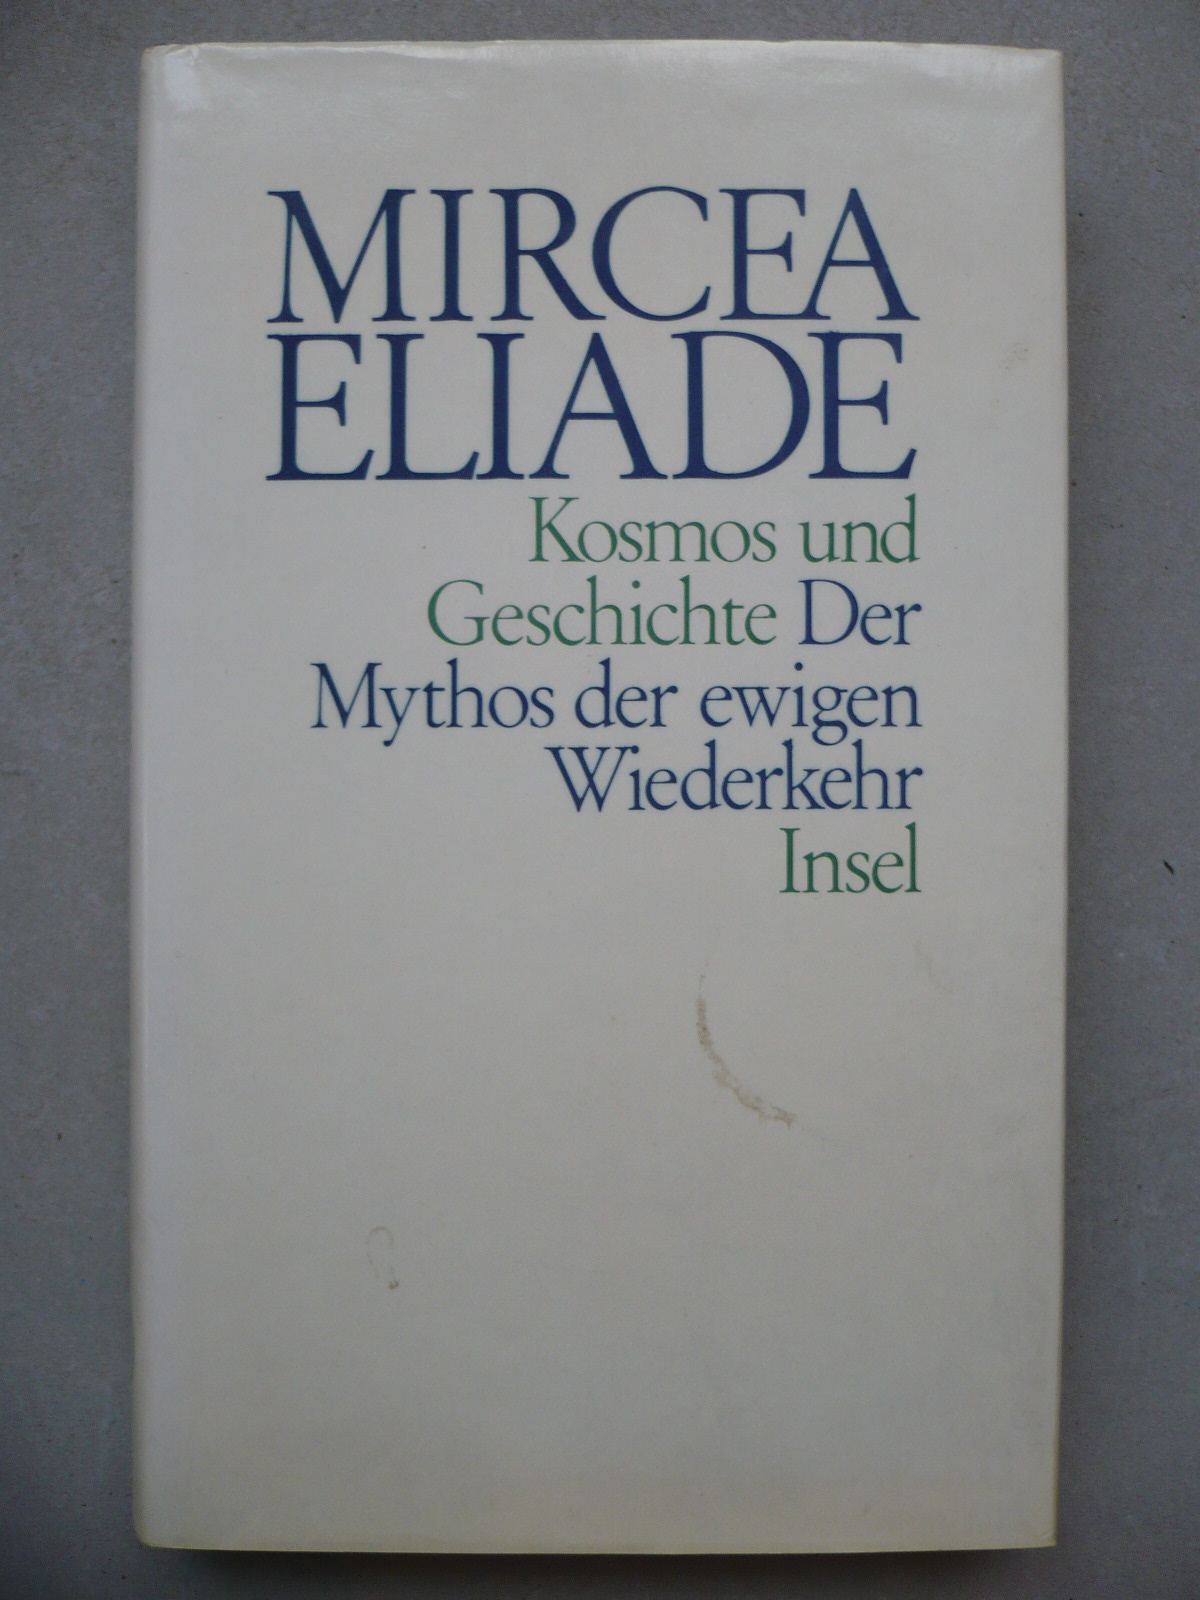 MIRCEA
ELIADE
Kosmos und
Geschichte Der
Mythos der ewigen
Wiederkehr
Insel